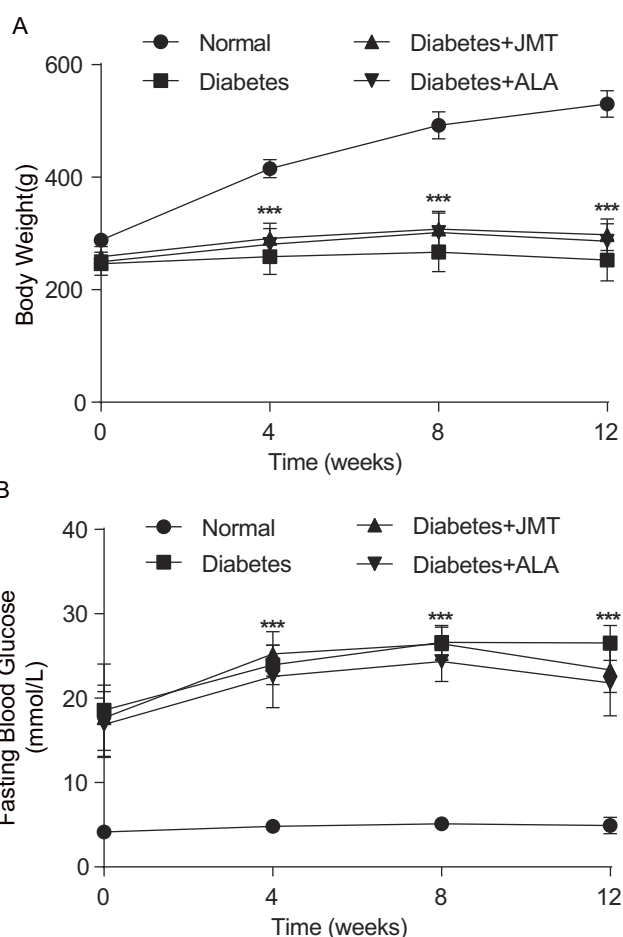 A
Normal
Diabetes+JMT
Diabetes
Diabetes+ALA
600
400
200
0
Body Weight(g)
***
***
***
0
4
8
12
Time (weeks)
B
Normal
Diabetes+JMT
Diabetes
Diabetes+ALA
40
30
20
10
0
Fasting Blood Glucose
(mmol/L)
***
***
***
0
4
8
12
Time (weeks)